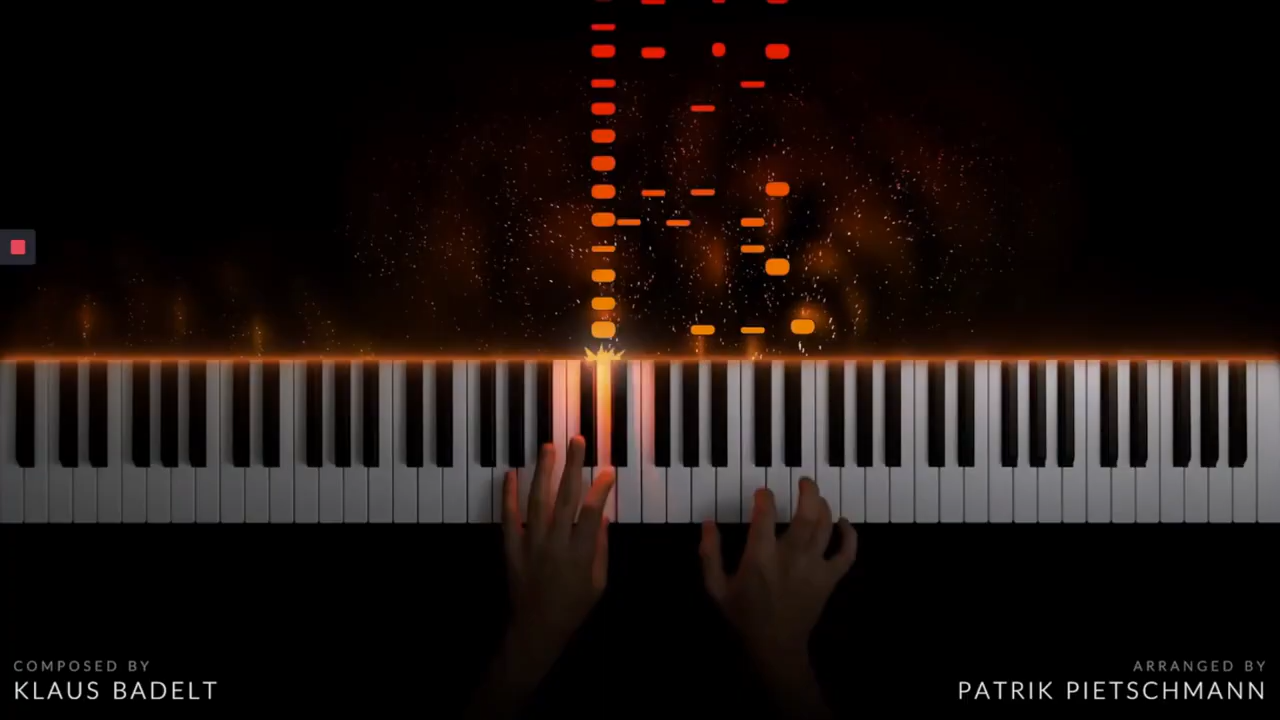 COMPOSED BY
KLAUS BADELT
ARRANGED BY
PATRIK PIETSCHMANN